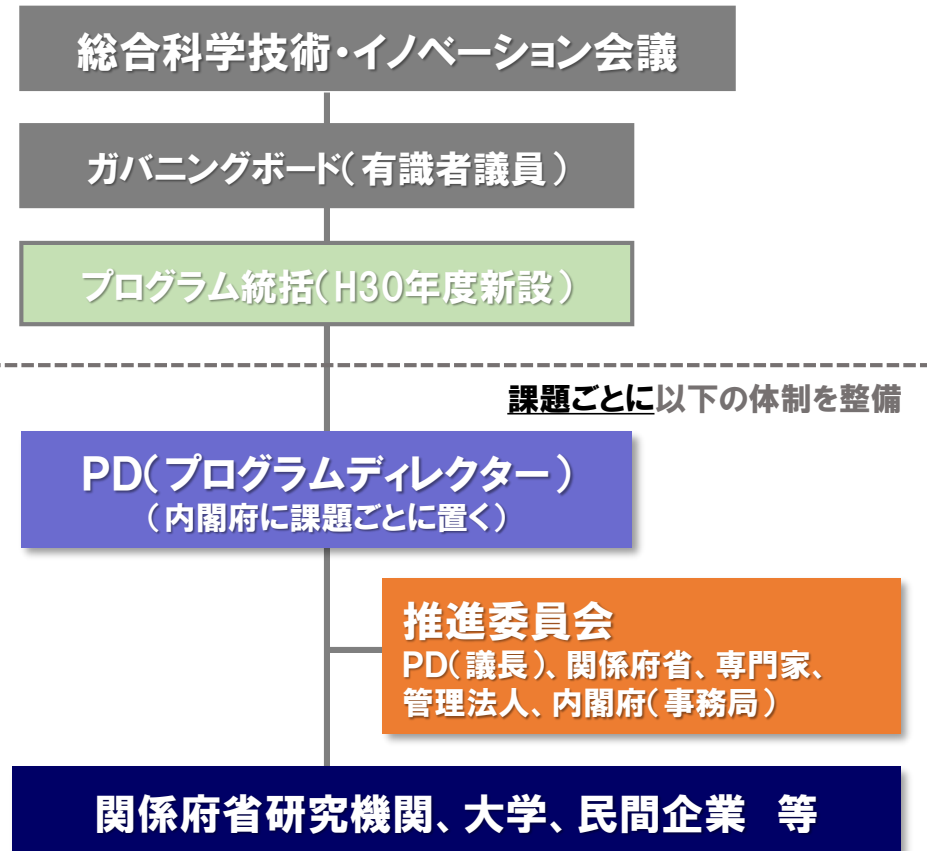 総合科学技術・イノベーション会議
ガバニングボード(有識者議員)
プログラム統括(H30年度新設)
課題ごとに以下の体制を整備
PD(プログラムディレクター)
(内閣府に課題ごとに置く)
推進委員会
PD(議長)、関係府省、専門家、
管理法人、内閣府(事務局)
関係府省研究機関、大学、民間企業　等